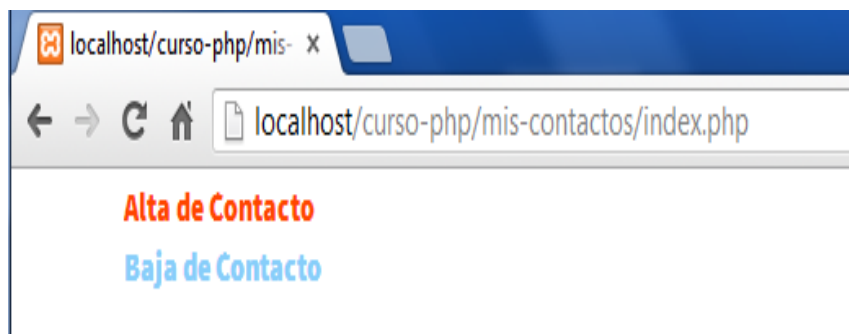 localhost/curso-php/mis-
localhost/curso-php/mis-contactos/index.php
Alta de Contacto
Baja de Contacto